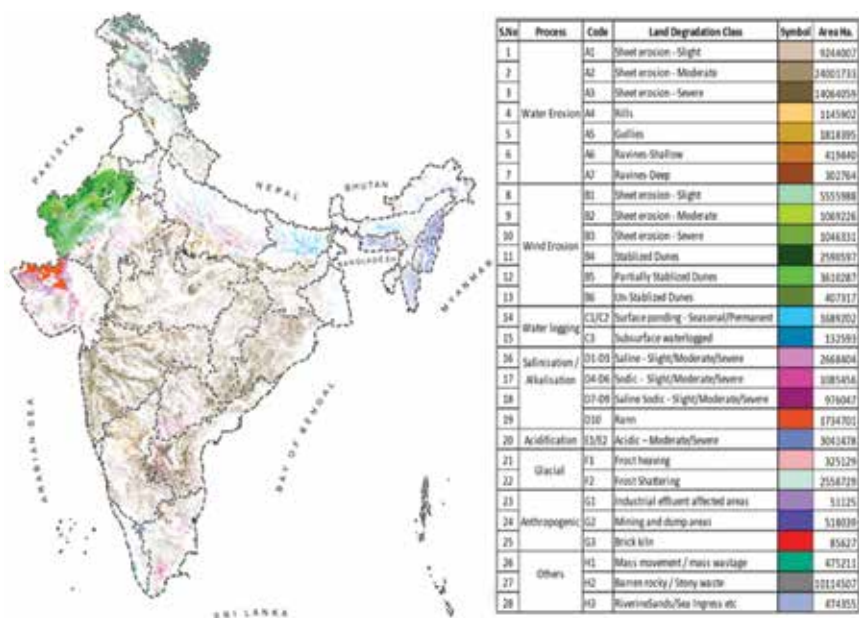 PAKISTAN
NEPAL
BHUTAN
BANGLADESH
MYANMAR
ARABIAN SEA
BAY OF BENGAL
SRI LANKA
S.No Process Code Land Degradation Class Symbol Area Ha.
1 Water Erosion A1 Sheet erosion - Slight 9244007
2 A2 Sheet erosion - Moderate 24001733
3 A3 Sheet erosion - Severe 14064059
4 A4 Rills 1145902
5 A5 Gullies 1818395
6 A6 Ravines-Shallow 419840
7 A7 Ravines-Deep 302764
8 Wind Erosion B1 Sheet erosion - Slight 5555988
9 B2 Sheet erosion - Moderate 1069226
10 B3 Sheet erosion - Severe 1046331
11 B4 Stablized Dunes 2590597
12 B5 Partially Stablized Dunes 3610287
13 B6 Un-Stablized Dunes 407317
14 Water logging C1/C2 Surface ponding - Seasonal/Permanent
15 C3 Subsurface waterlogged 132593
16 Salinisation / Alkalisation D1-D3 Saline - Slight/Moderate/Severe 2668804
17 D4-D6 Sodic - Slight/Moderate/Severe 1085456
18 D7-D9 Saline Sodic - Slight/Moderate/Severe 976047
19 D10 Rann 1734701
20 Acidification E1/E2 Acidic - Moderate/Severe 3041478
21 Glacial F1 Frost heaving 325129
22 F2 Frost Shattering 2558729
23 Anthropogenic G1 Industrial effluent affected areas 51125
24 G2 Mining and dump areas 518039
25 G3 Brick kiln 85627
26 Others H1 Mass movement / mass wastage 475211
27 H2 Barren rocky / Stony waste 10114507
28 H3 RiverineSands/Sea Ingress etc 474355